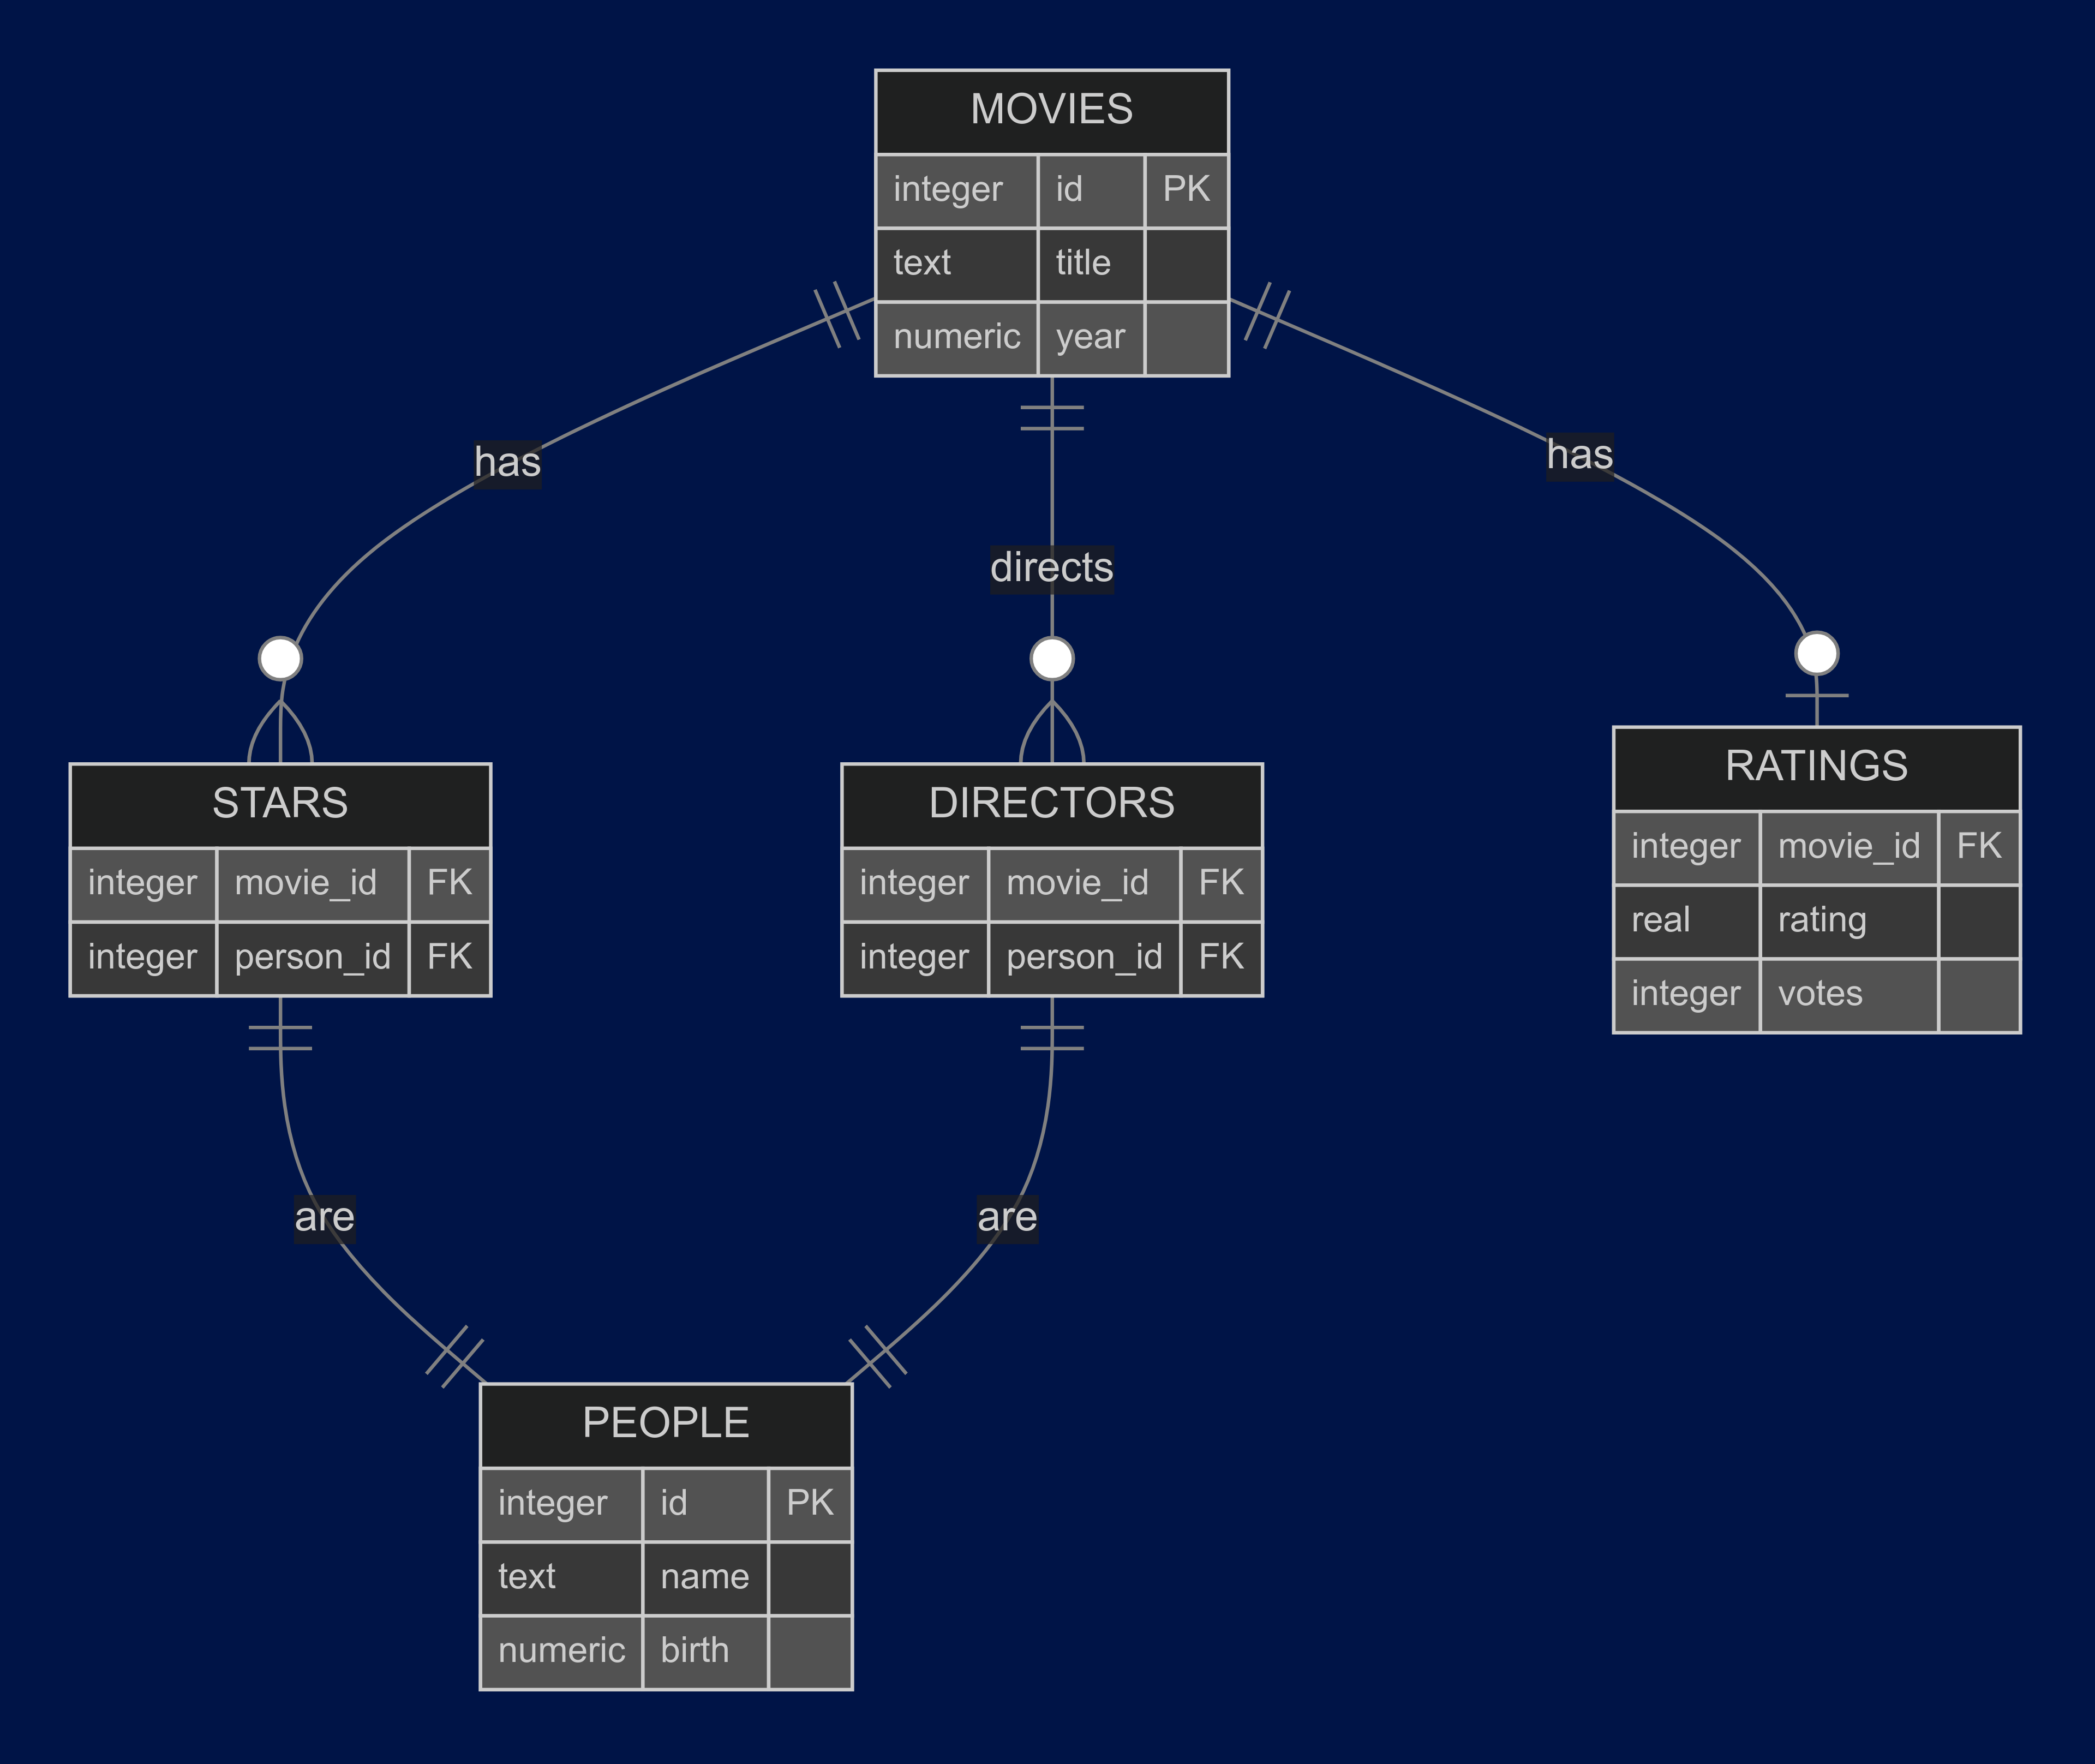 MOVIES
integer id PK
text title
numeric year
has
has
directs
STARS
integer movie_id FK
integer person_id FK
DIRECTORS
integer movie_id FK
integer person_id FK
RATINGS
integer movie_id FK
real rating
integer votes
are
are
PEOPLE
integer id PK
text name
numeric birth